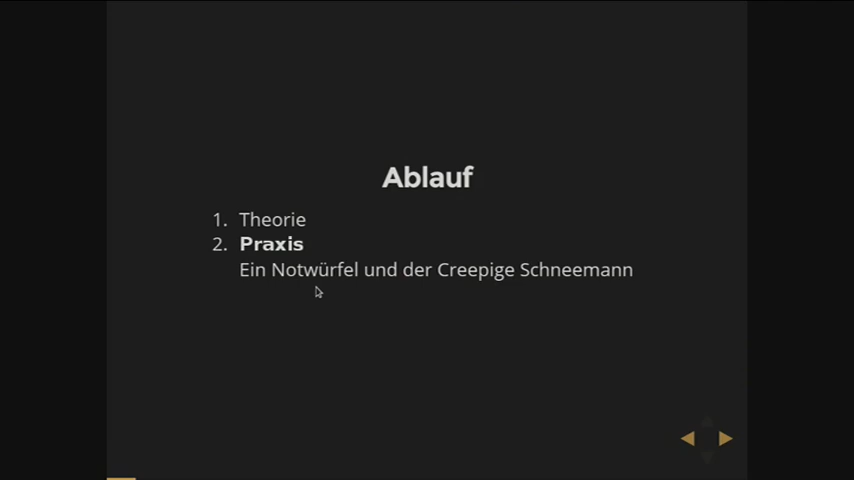 Ablauf
1. Theorie
2. Praxis
Ein Notwürfel und der Creepige Schneemann